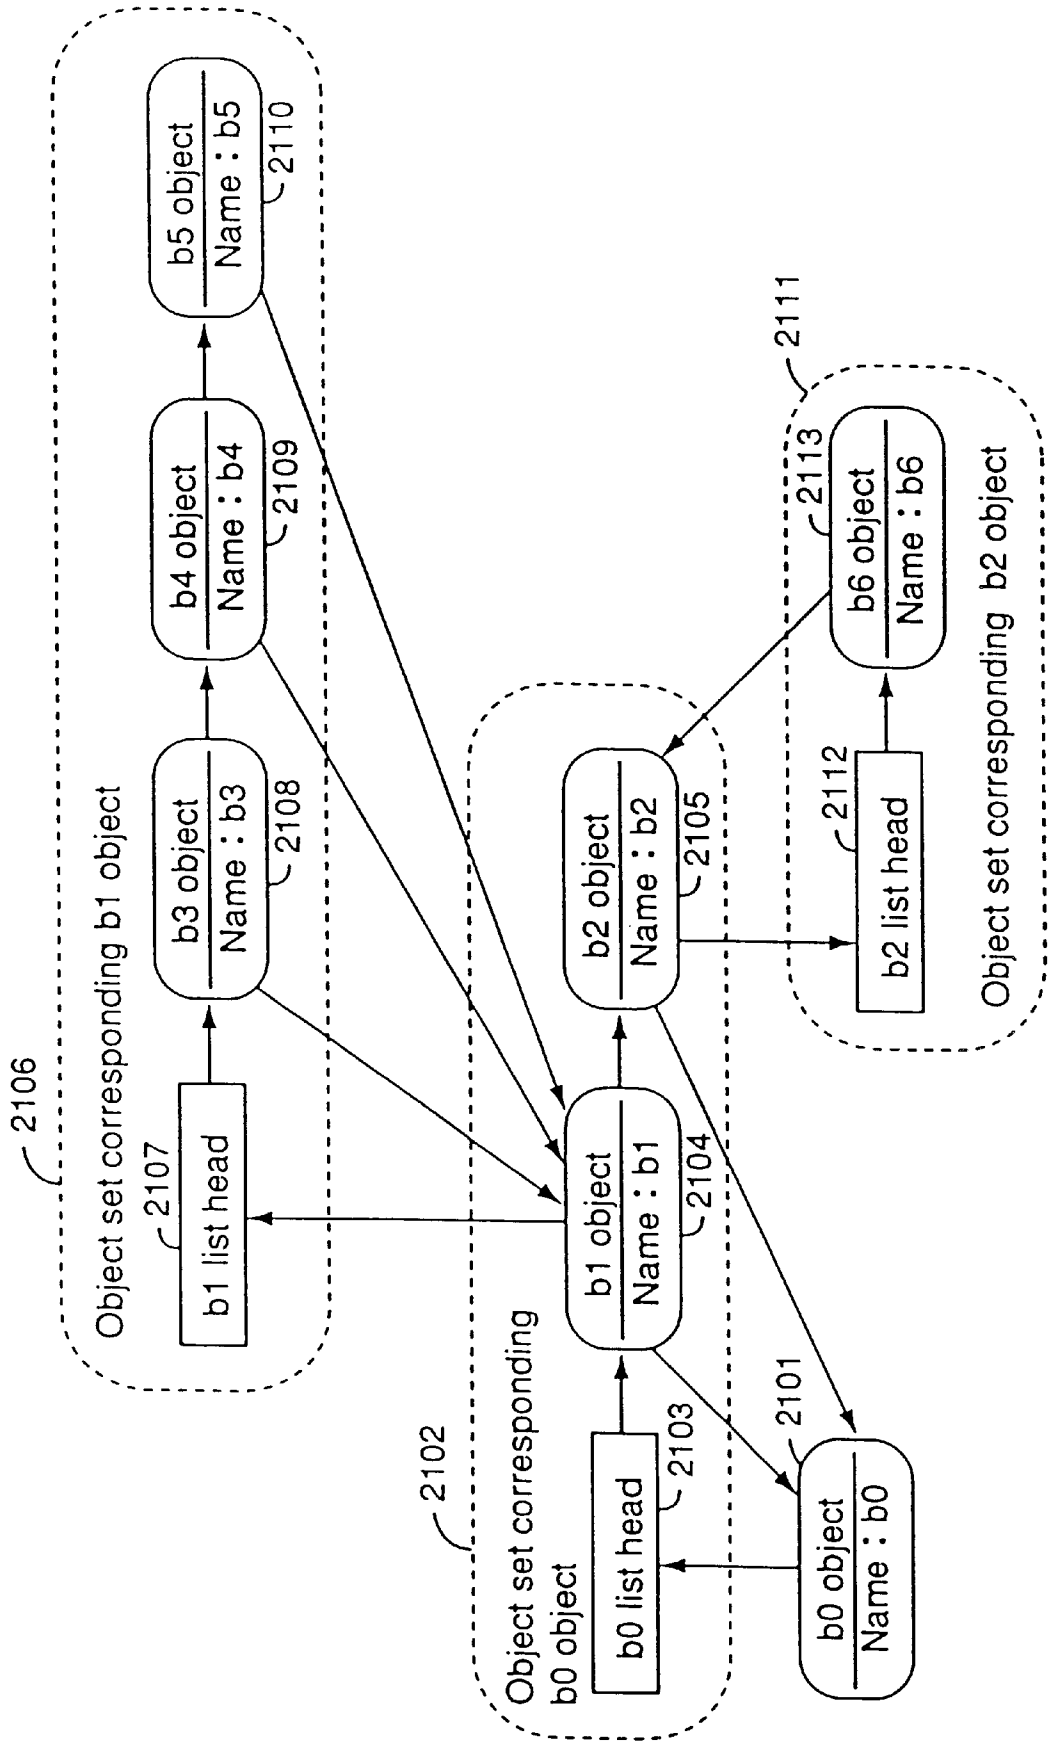 2106
Object set corresponding b1 object
2107
b1 list head
b3 object
Name : b3
2108
b4 object
Name : b4
2109
b5 object
Name : b5
2110
2102
Object set corresponding
b0 object
b0 list head
2103
b1 object
Name : b1
2104
b2 object
Name : b2
2105
2101
b0 object
Name : b0
2111
2112
b2 list head
2113
b6 object
Name : b6
Object set corresponding b2 object